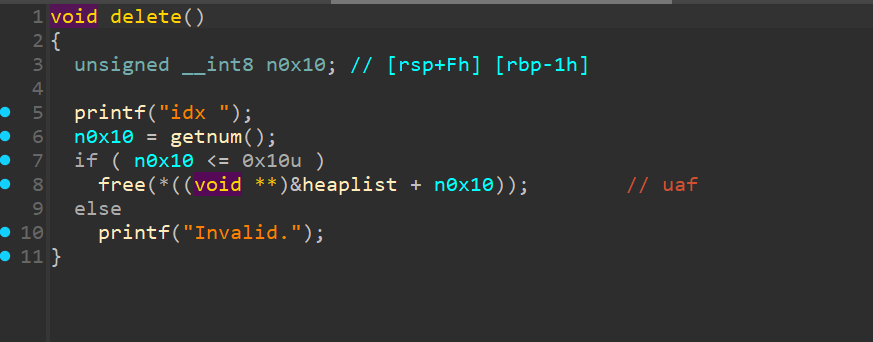 1 void delete()
2 {
3 unsigned __int8 n0x10; // [rsp+Fh] [rbp-1h]
4
5 printf("idx ");
6 n0x10 = getnum();
7 if ( n0x10 <= 0x10u )
8 free(*((void **)&heaplist + n0x10)); // uaf
9 else
10 printf("Invalid.");
11 }